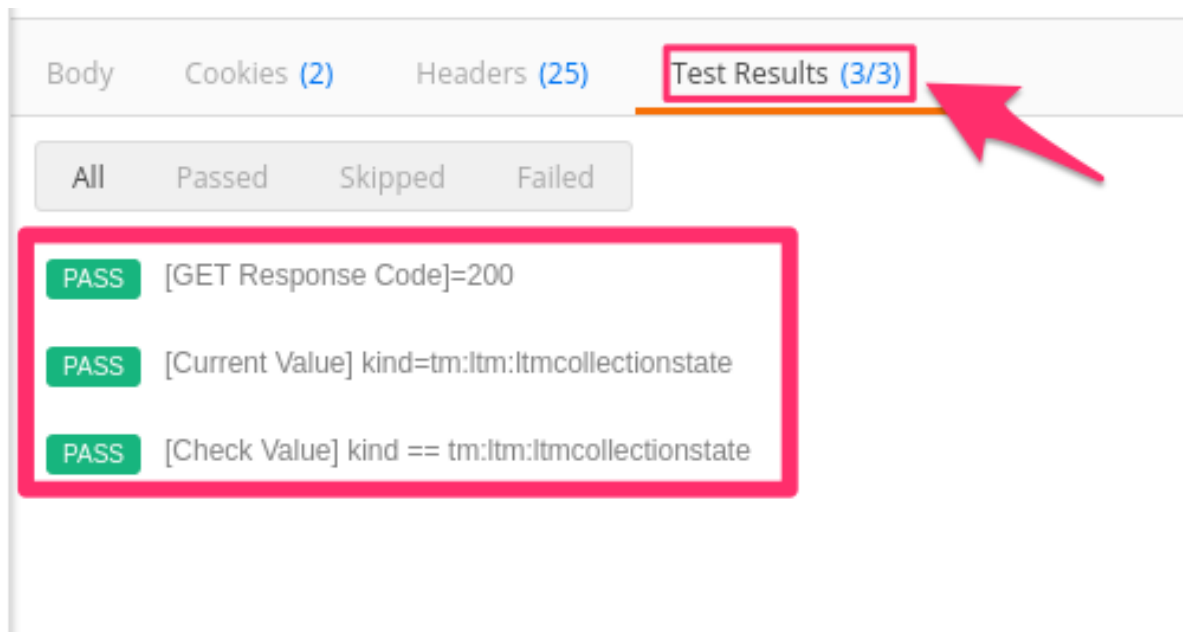 Body Cookies (2) Headers (25) Test Results (3/3)
All Passed Skipped Failed
PASS [GET Response Code]=200
PASS [Current Value] kind=tm:ltm:ltmcollectionstate
PASS [Check Value] kind == tm:ltm:ltmcollectionstate